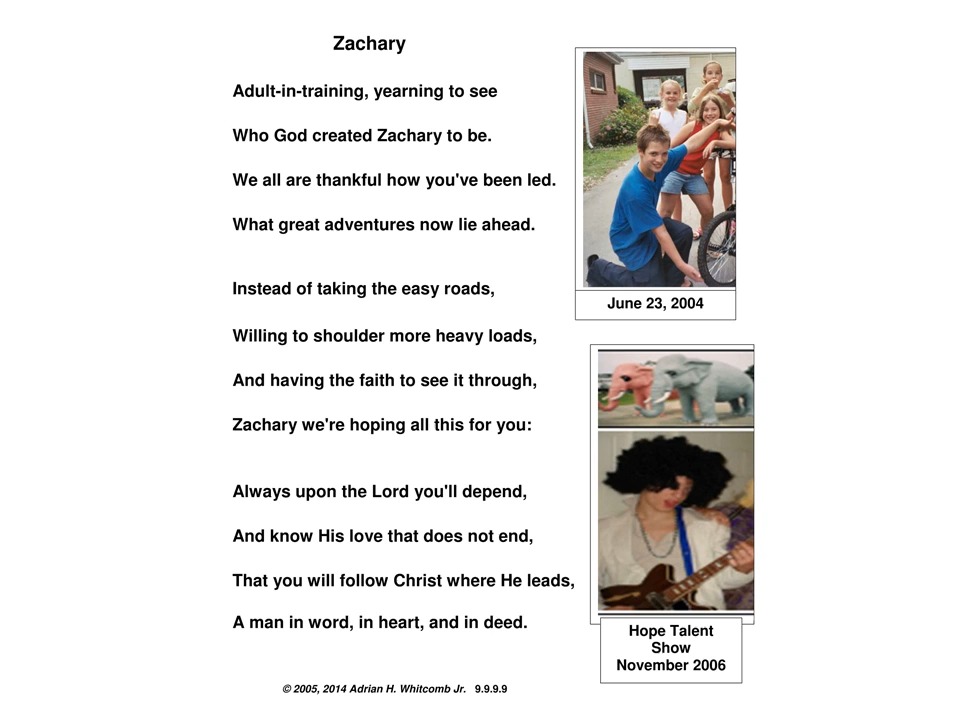 Zachary
Adult-in-training, yearning to see
Who God created Zachary to be.
We all are thankful how you've been led.
What great adventures now lie ahead.
Instead of taking the easy roads,
Willing to shoulder more heavy loads,
And having the faith to see it through,
Zachary we're hoping all this for you:
Always upon the Lord you'll depend,
And know His love that does not end,
That you will follow Christ where He leads,
A man in word, in heart, and in deed.
© 2005, 2014 Adrian H. Whitcomb Jr. 9.9.9.9
June 23, 2004
Hope Talent
Show
November 2006